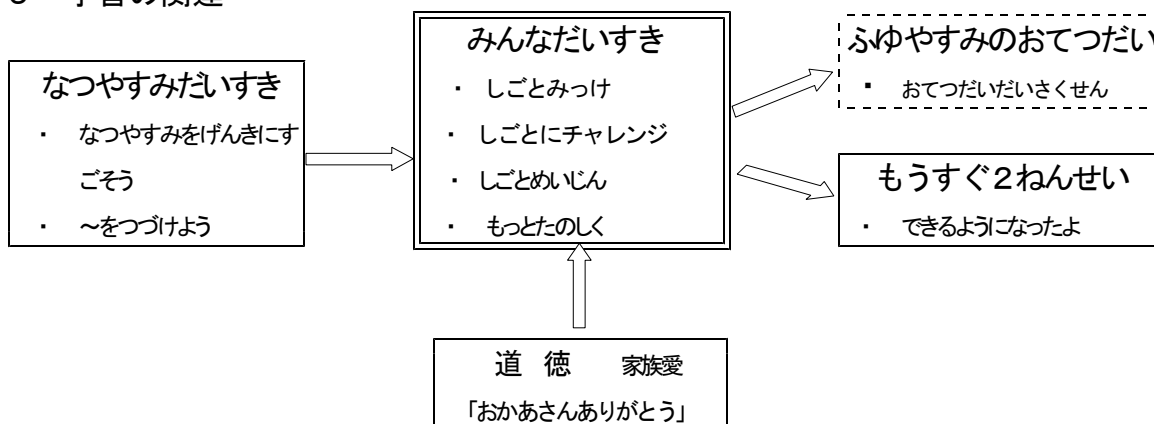 学習の関連
なつやすみだいすき
・ なつやすみをげんきにす
ごそう
・ ～をつづけよう
みんなだいすき
・ しごとみっけ
・ しごとにチャレンジ
・ しごとめいじん
・ もっとたのしく
ふゆやすみのおてつだい
・ おてつだいだいさくせん
もうすぐ２ねんせい
・ できるようになったよ
道 徳 家族愛
「おかあさんありがとう」